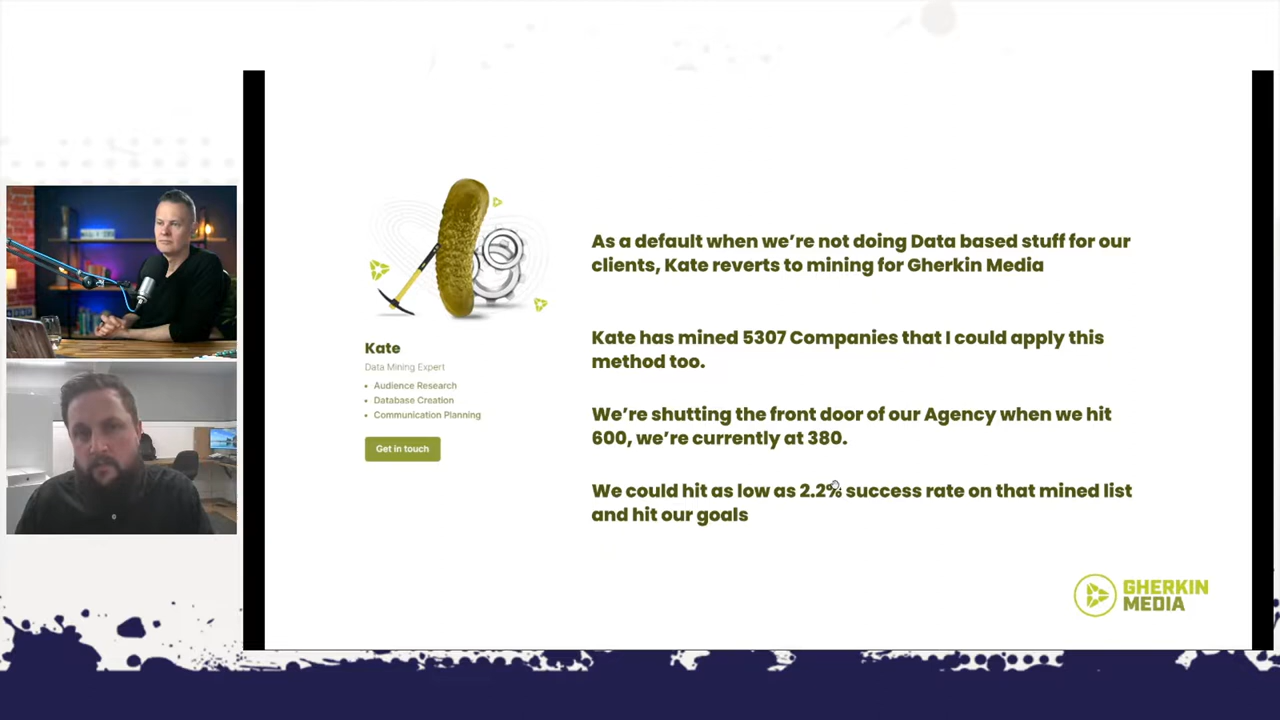 Kate
Data Mining Expert
• Audience Research
• Database Creation
• Communication Planning
Get in touch
As a default when we're not doing Data based stuff for our
clients, Kate reverts to mining for Gherkin Media
Kate has mined 5307 Companies that I could apply this
method too.
We're shutting the front door of our Agency when we hit
600, we're currently at 380.
We could hit as low as 2.2% success rate on that mined list
and hit our goals
GHERKIN
MEDIA